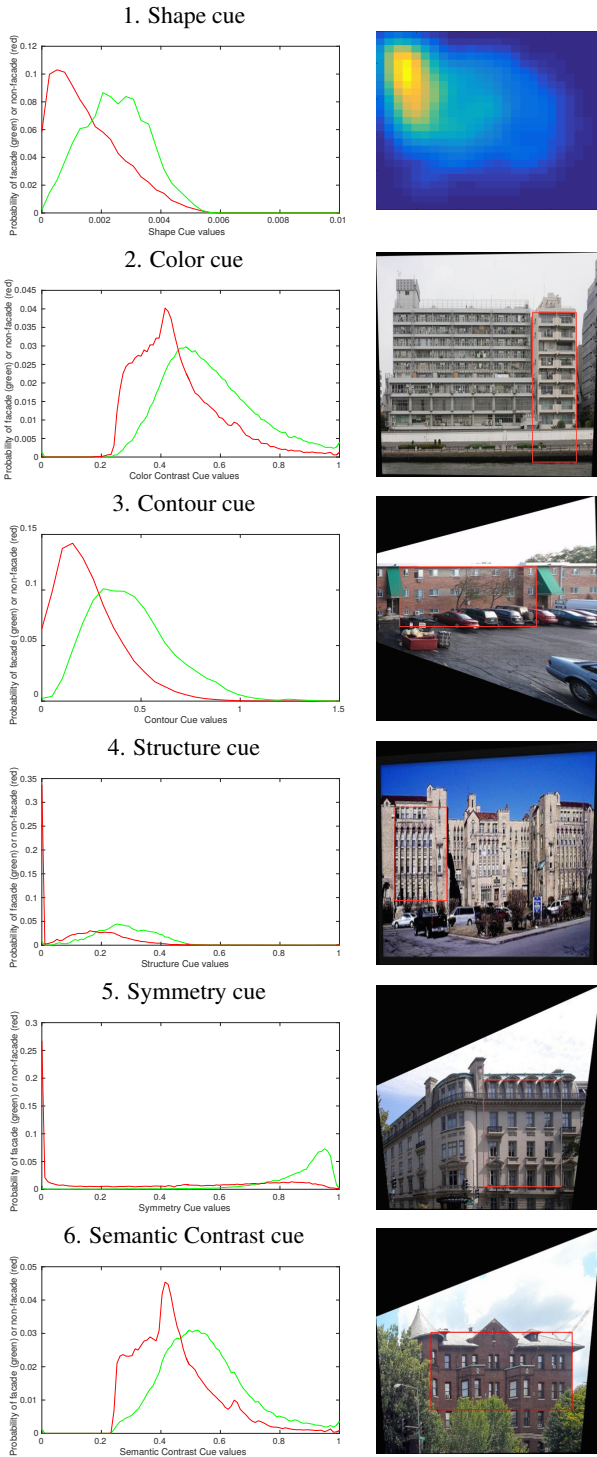 1. Shape cue
Probability of facade (green) or non-facade (red)
0.12
0.1
0.08
0.06
0.04
0.02
0
0 0.002 0.004 0.006 0.008 0.01
Shape Cue values
2. Color cue
Probability of facade (green) or non-facade (red)
0.045
0.04
0.035
0.03
0.025
0.02
0.015
0.01
0.005
0
0 0.2 0.4 0.6 0.8 1
Color Contrast Cue values
3. Contour cue
Probability of facade (green) or non-facade (red)
0.15
0.1
0.05
0
0 0.5 1 1.5
Contour Cue values
4. Structure cue
Probability of facade (green) or non-facade (red)
0.35
0.3
0.25
0.2
0.15
0.1
0.05
0
0 0.2 0.4 0.6 0.8 1
Structure Cue values
5. Symmetry cue
Probability of facade (green) or non-facade (red)
0.3
0.25
0.2
0.15
0.1
0.05
0
0 0.2 0.4 0.6 0.8 1
Symmetry Cue values
6. Semantic Contrast cue
Probability of facade (green) or non-facade (red)
0.05
0.04
0.03
0.02
0.01
0
0 0.2 0.4 0.6 0.8 1
Semantic Contrast Cue values